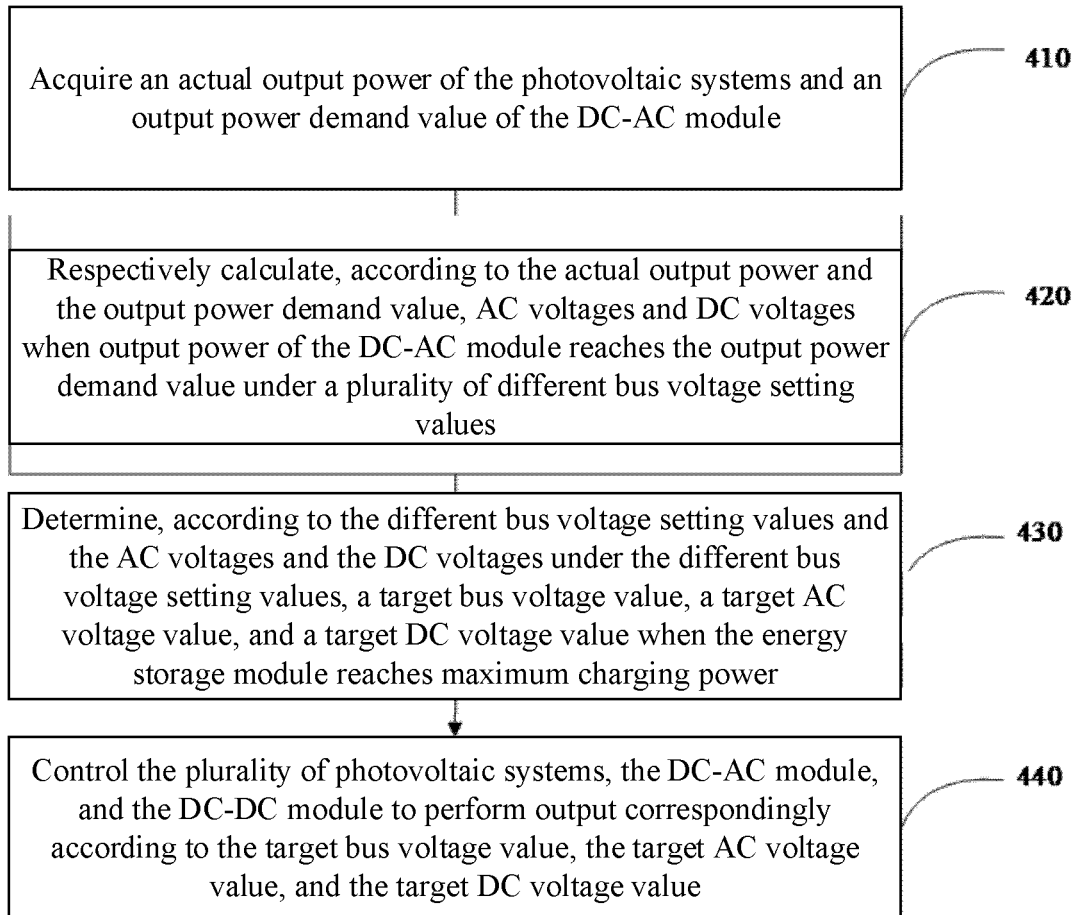 Acquire an actual output power of the photovoltaic systems and an
output power demand value of the DC-AC module
410
Respectively calculate, according to the actual output power and
the output power demand value, AC voltages and DC voltages
when output power of the DC-AC module reaches the output power
demand value under a plurality of different bus voltage setting
values
420
Determine, according to the different bus voltage setting values and
the AC voltages and the DC voltages under the different bus
voltage setting values, a target bus voltage value, a target AC
voltage value, and a target DC voltage value when the energy
storage module reaches maximum charging power
430
Control the plurality of photovoltaic systems, the DC-AC module,
and the DC-DC module to perform output correspondingly
according to the target bus voltage value, the target AC voltage
value, and the target DC voltage value
440